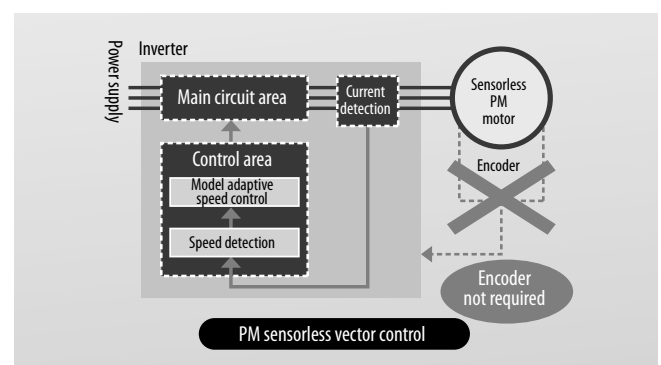 Power supply
Inverter
Main circuit area
Current
detection
Sensorless
PM
motor
Control area
Model adaptive
speed control
Speed detection
Encoder
Encoder
not required
PM sensorless vector control